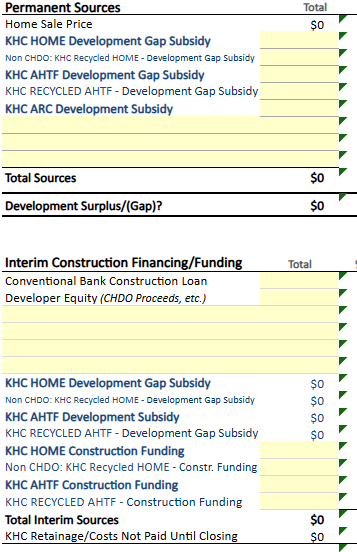 Permanent Sources Total
Home Sale Price $0
KHC HOME Development Gap Subsidy
Non CHDO: KHC Recycled HOME - Development Gap Subsidy
KHC AHTF Development Gap Subsidy
KHC RECYCLED AHTF - Development Gap Subsidy
KHC ARC Development Subsidy
Total Sources $0
Development Surplus/(Gap)? $0
Interim Construction Financing/Funding Total
Conventional Bank Construction Loan
Developer Equity (CHDO Proceeds, etc.)
KHC HOME Development Gap Subsidy $0
Non CHDO: KHC Recycled HOME - Development Gap Subsidy $0
KHC AHTF Development Subsidy $0
KHC RECYCLED AHTF - Development Gap Subsidy $0
KHC HOME Construction Funding
Non CHDO: KHC Recycled HOME - Constr. Funding
KHC AHTF Construction Funding
KHC RECYCLED AHTF - Construction Funding
Total Interim Sources $0
KHC Retainage/Costs Not Paid Until Closing $0